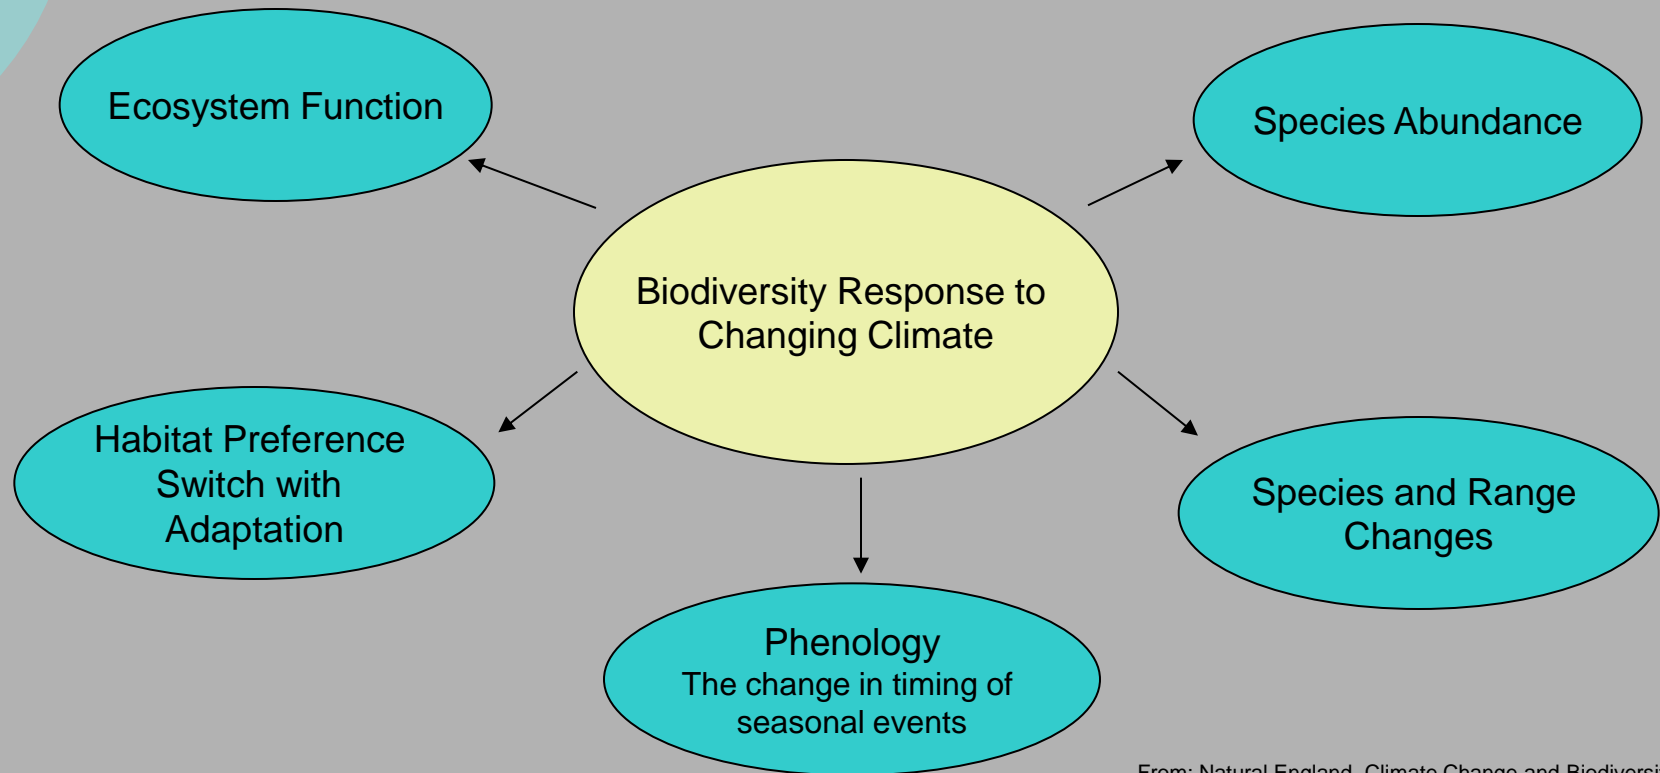 Ecosystem Function
Species Abundance
Biodiversity Response to
Changing Climate
Habitat Preference
Switch with
Adaptation
Species and Range
Changes
Phenology
The change in timing of
seasonal events
From: Natural England, Climate Change and